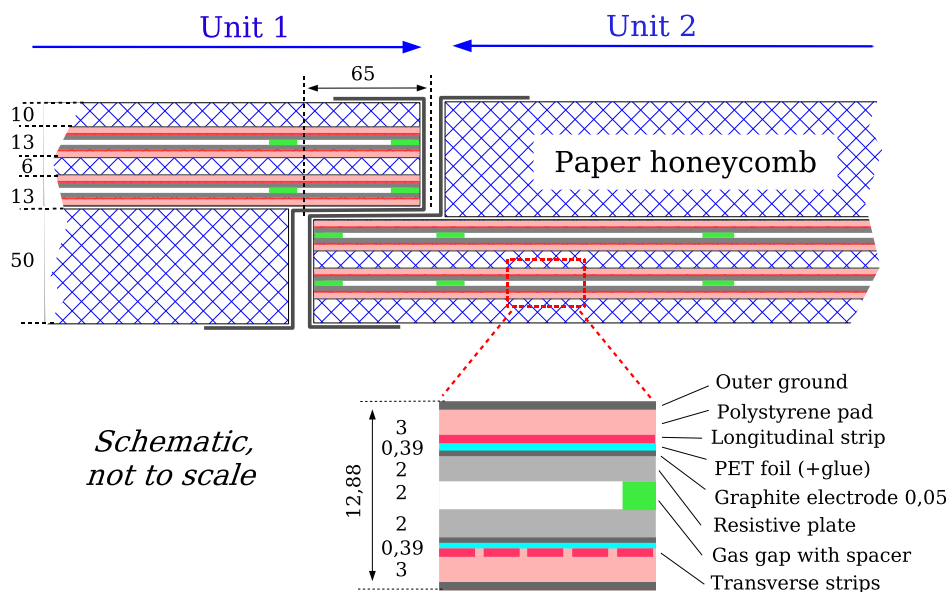 Unit 1
Unit 2
65
10
13
6
13
50
Paper honeycomb
Schematic,
not to scale
12,88
3
0,39
2
2
2
0,39
3
Outer ground
Polystyrene pad
Longitudinal strip
PET foil (+glue)
Graphite electrode 0,05
Resistive plate
Gas gap with spacer
Transverse strips